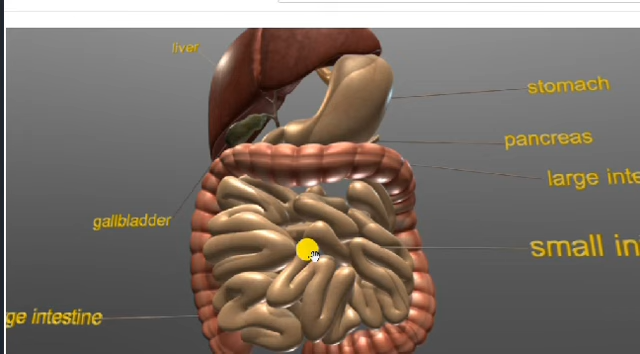 liver
stomach
pancreas
large inte
gallbladder
small in
ge intestine